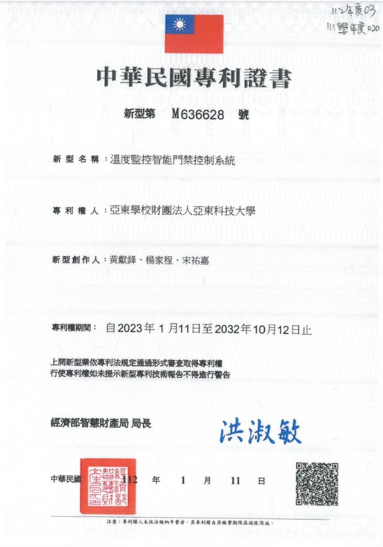 112年度03
111學年度020
中華民國專利證書
新型第 M636628 號
新型名稱：溫度監控智能門禁控制系統
專利權人：亞東學校財團法人亞東科技大學
新型創作人：黃獻鋒、楊家程、宋祐嘉
專利權期間：自2023年1月11日至2032年10月12日止
上開新型業依專利法規定通過形式審查取得專利權
行使專利權如未提示新型專利技術報告不得進行警告
經濟部智慧財產局 局長
洪淑敏
中華民國 112 年 1 月 11 日
注意：專利權人未依法繳納年費者，其專利權自原繳費期限屆滿後消滅。